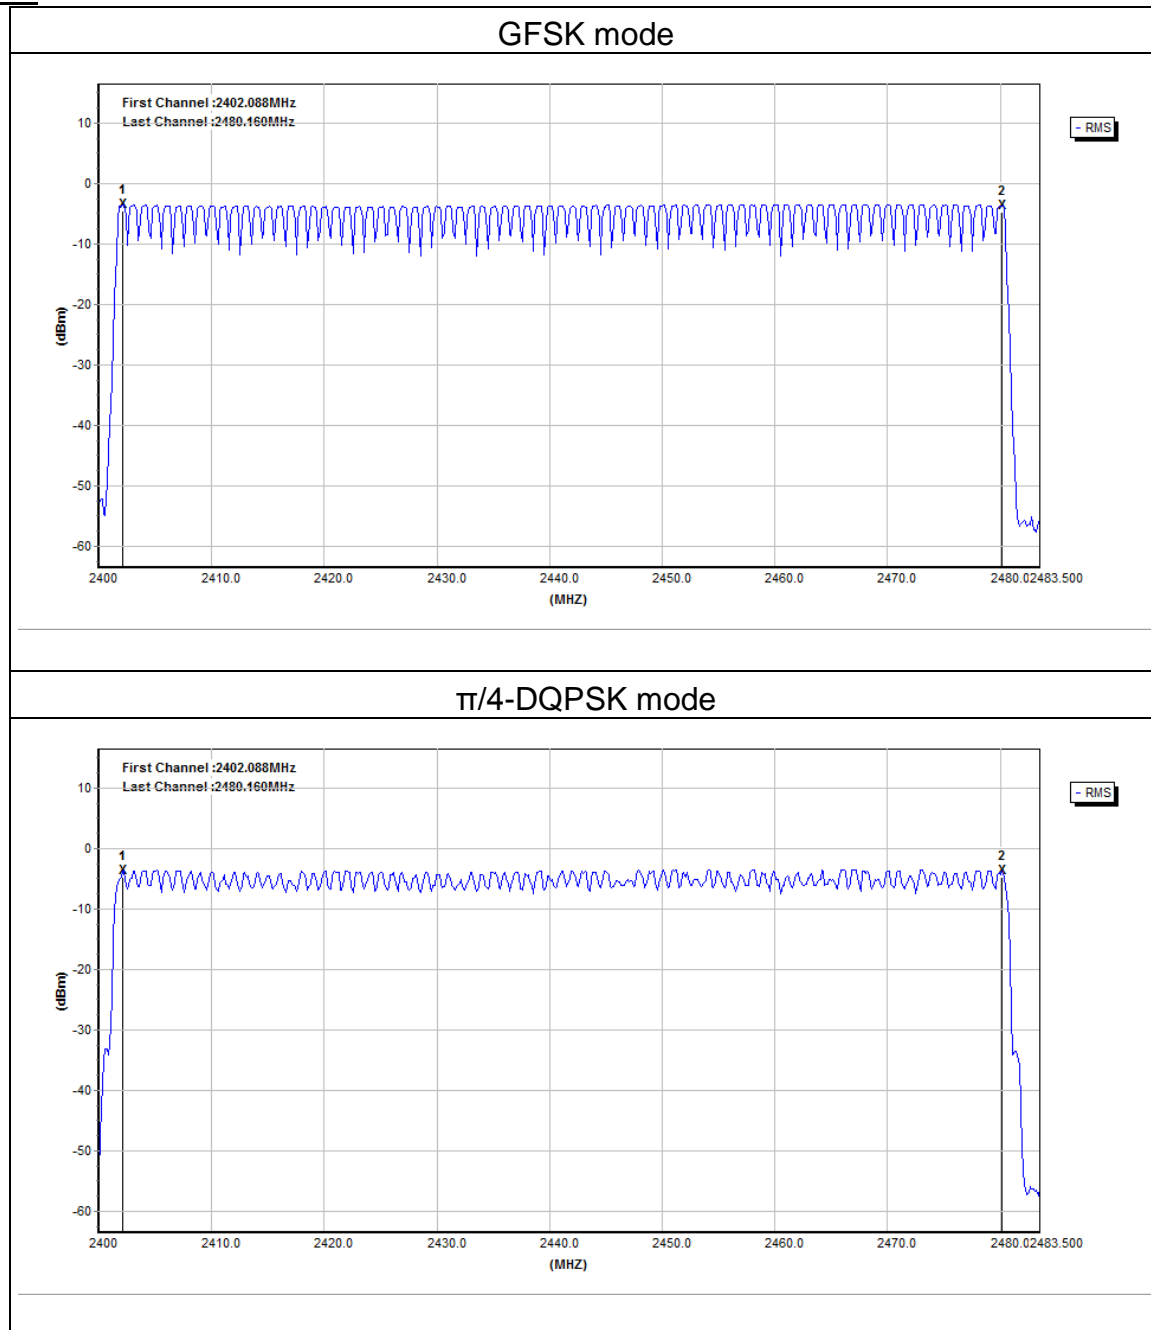 GFSK mode
First Channel :2402.088MHz
Last Channel :2480.160MHz
- RMS
10
0
-10
-20
-30
-40
-50
-60
(dBm)
1
2
2400 2410.0 2420.0 2430.0 2440.0 2450.0 2460.0 2470.0 2480.02483.500
(MHZ)
π/4-DQPSK mode
First Channel :2402.088MHz
Last Channel :2480.160MHz
- RMS
10
0
-10
-20
-30
-40
-50
-60
(dBm)
1
2
2400 2410.0 2420.0 2430.0 2440.0 2450.0 2460.0 2470.0 2480.02483.500
(MHZ)